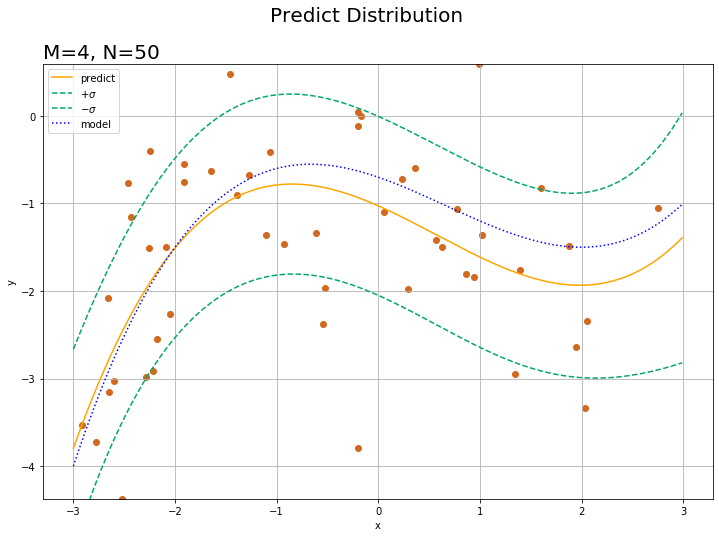 Predict Distribution
M=4, N=50
predict
+σ
−σ
model
y
0
−1
−2
−3
−4
−3
−2
−1
0
1
2
3
x